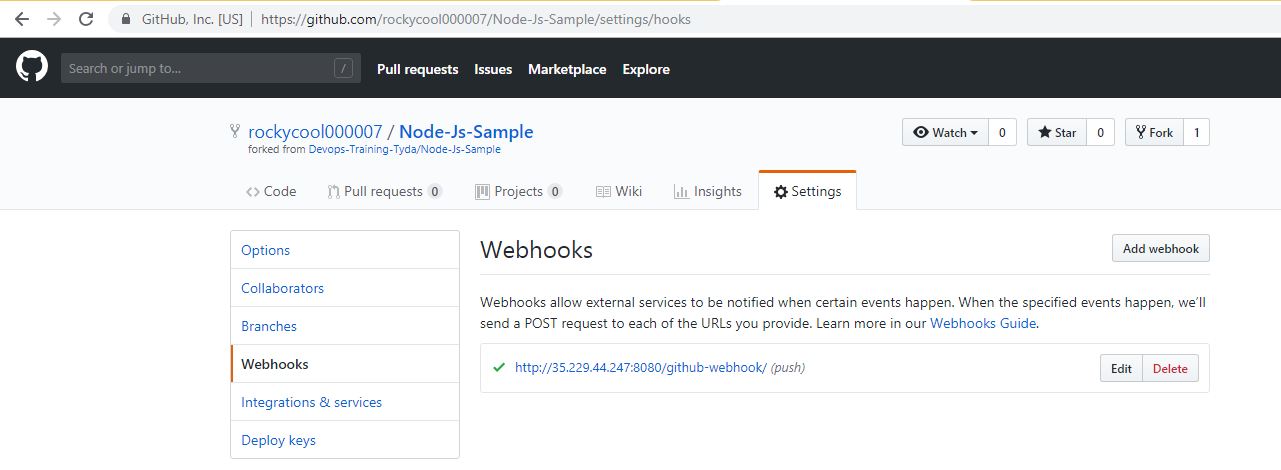 GitHub, Inc. [US] | https://github.com/rockycool000007/Node-Js-Sample/settings/hooks
Search or jump to... / Pull requests Issues Marketplace Explore
rockycool000007 / Node-Js-Sample
forked from Devops-Training-Tyda/Node-Js-Sample
Watch 0 Star 0 Fork 1
Code Pull requests 0 Projects 0 Wiki Insights Settings
Options
Collaborators
Branches
Webhooks
Integrations & services
Deploy keys
Webhooks
Add webhook
Webhooks allow external services to be notified when certain events happen. When the specified events happen, we’ll
send a POST request to each of the URLs you provide. Learn more in our Webhooks Guide.
http://35.229.44.247:8080/github-webhook/ (push)
Edit Delete